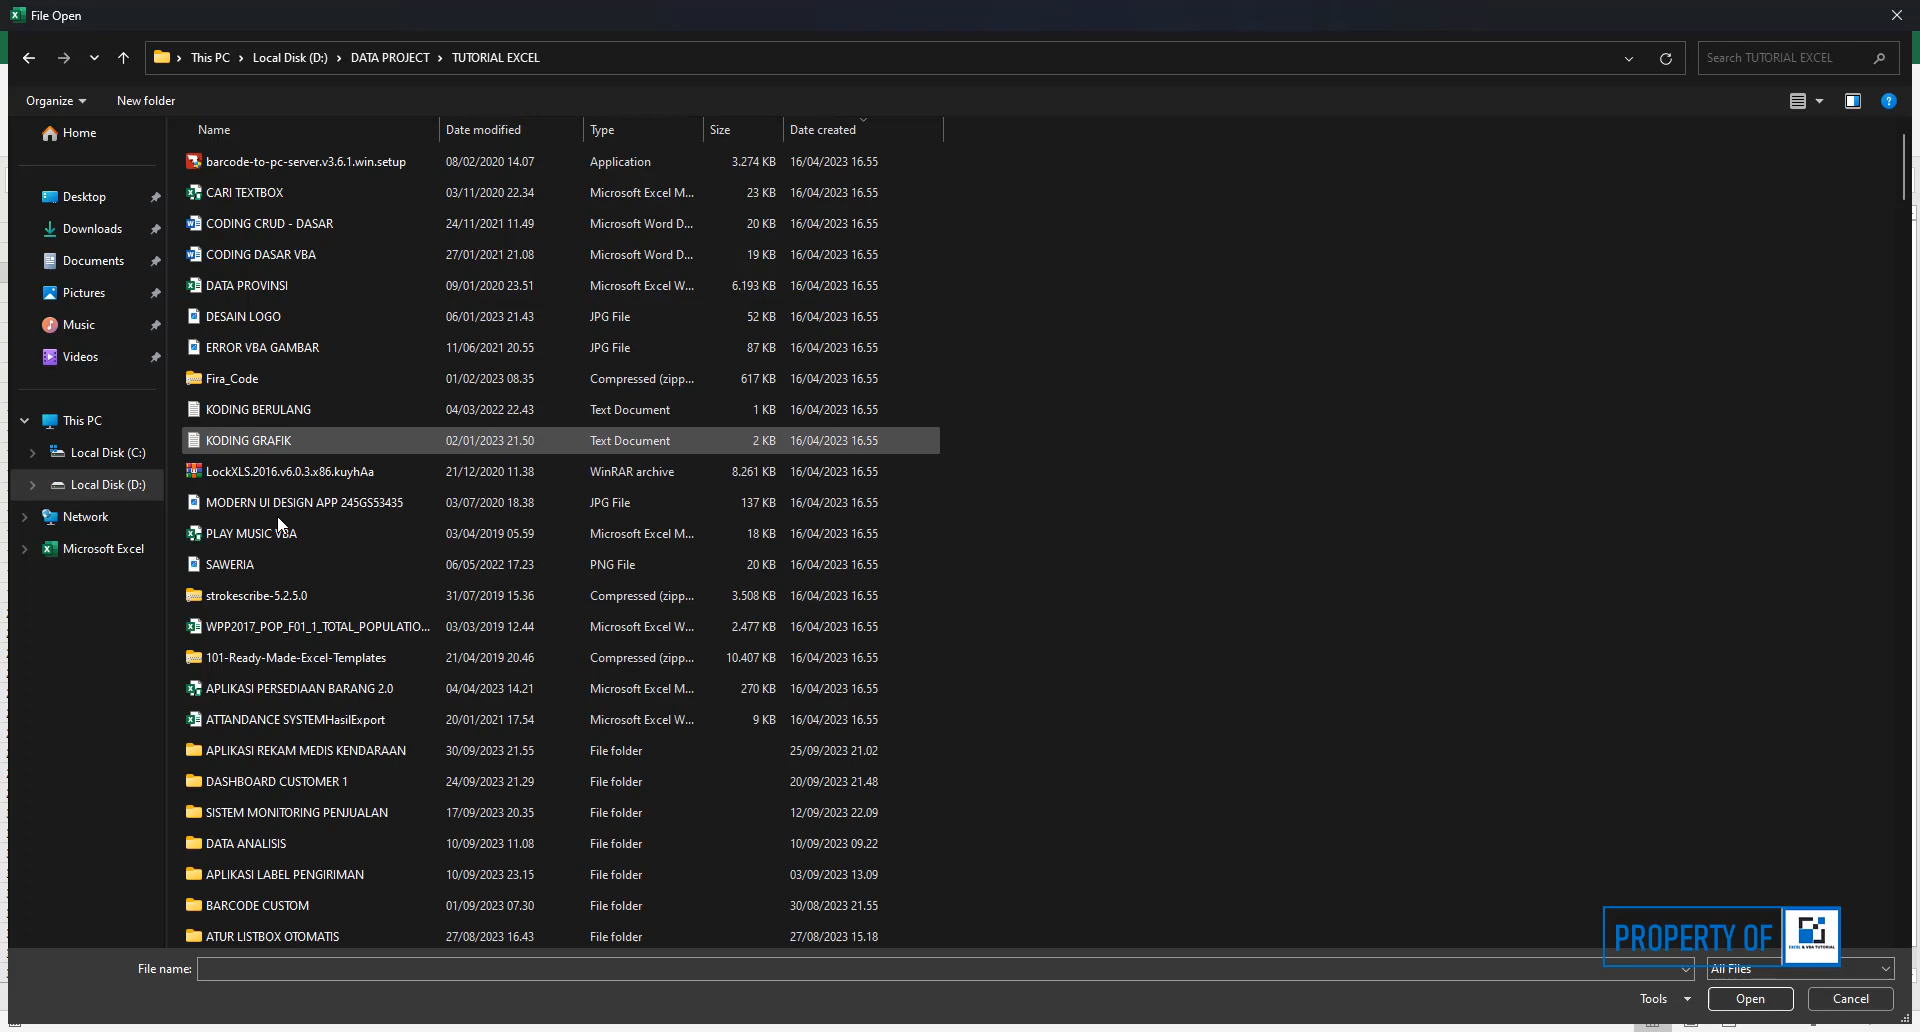 File Open
This PC > Local Disk (D:) > DATA PROJECT > TUTORIAL EXCEL
Search TUTORIAL EXCEL
Organize
New folder
Home
Desktop
Downloads
Documents
Pictures
Music
Videos
This PC
Local Disk (C:)
Local Disk (D:)
Network
Microsoft Excel
Name Date modified Type Size Date created
barcode-to-pc-server.v3.6.1.win.setup 08/02/2020 14.07 Application 3.274 KB 16/04/2023 16.55
CARI TEXTBOX 03/11/2020 22.34 Microsoft Excel M... 23 KB 16/04/2023 16.55
CODING CRUD - DASAR 24/11/2021 11.49 Microsoft Word D... 20 KB 16/04/2023 16.55
CODING DASAR VBA 27/01/2021 21.08 Microsoft Word D... 19 KB 16/04/2023 16.55
DATA PROVINSI 09/01/2020 23.51 Microsoft Excel W... 6.193 KB 16/04/2023 16.55
DESAIN LOGO 06/01/2023 21.43 JPG File 52 KB 16/04/2023 16.55
ERROR VBA GAMBAR 11/06/2021 20.55 JPG File 87 KB 16/04/2023 16.55
Fira_Code 01/02/2023 08.35 Compressed (zipp... 617 KB 16/04/2023 16.55
KODING BERULANG 04/03/2022 22.43 Text Document 1 KB 16/04/2023 16.55
KODING GRAFIK 02/01/2023 21.50 Text Document 2 KB 16/04/2023 16.55
LockXLS.2016.v6.0.3.x86.kuyhAa 21/12/2020 11.38 WinRAR archive 8.261 KB 16/04/2023 16.55
MODERN UI DESIGN APP 245GS53435 03/07/2020 18.38 JPG File 137 KB 16/04/2023 16.55
PLAY MUSIC VBA 03/04/2019 05.59 Microsoft Excel M... 18 KB 16/04/2023 16.55
SAWERIA 06/05/2022 17.23 PNG File 20 KB 16/04/2023 16.55
strokescribe-5.2.5.0 31/07/2019 15.36 Compressed (zipp... 3.508 KB 16/04/2023 16.55
WPP2017_POP_F01_1_TOTAL_POPULATIO... 03/03/2019 12.44 Microsoft Excel W... 2.477 KB 16/04/2023 16.55
101-Ready-Made-Excel-Templates 21/04/2019 20.46 Compressed (zipp... 10.407 KB 16/04/2023 16.55
APLIKASI PERSEDIAAN BARANG 2.0 04/04/2023 14.21 Microsoft Excel M... 270 KB 16/04/2023 16.55
ATTANDANCE SYSTEMHasilExport 20/01/2021 17.54 Microsoft Excel W... 9 KB 16/04/2023 16.55
APLIKASI REKAM MEDIS KENDARAAN 30/09/2023 21.55 File folder 25/09/2023 21.02
DASHBOARD CUSTOMER 1 24/09/2023 21.29 File folder 20/09/2023 21.48
SISTEM MONITORING PENJUALAN 17/09/2023 20.35 File folder 12/09/2023 22.09
DATA ANALISIS 10/09/2023 11.08 File folder 10/09/2023 09.22
APLIKASI LABEL PENGIRIMAN 10/09/2023 23.15 File folder 03/09/2023 13.09
BARCODE CUSTOM 01/09/2023 07.30 File folder 30/08/2023 21.55
ATUR LISTBOX OTOMATIS 27/08/2023 16.43 File folder 27/08/2023 15.18
PROPERTY OF
EXCEL & VBA TUTORIAL
File name:
All Files
Tools
Open
Cancel